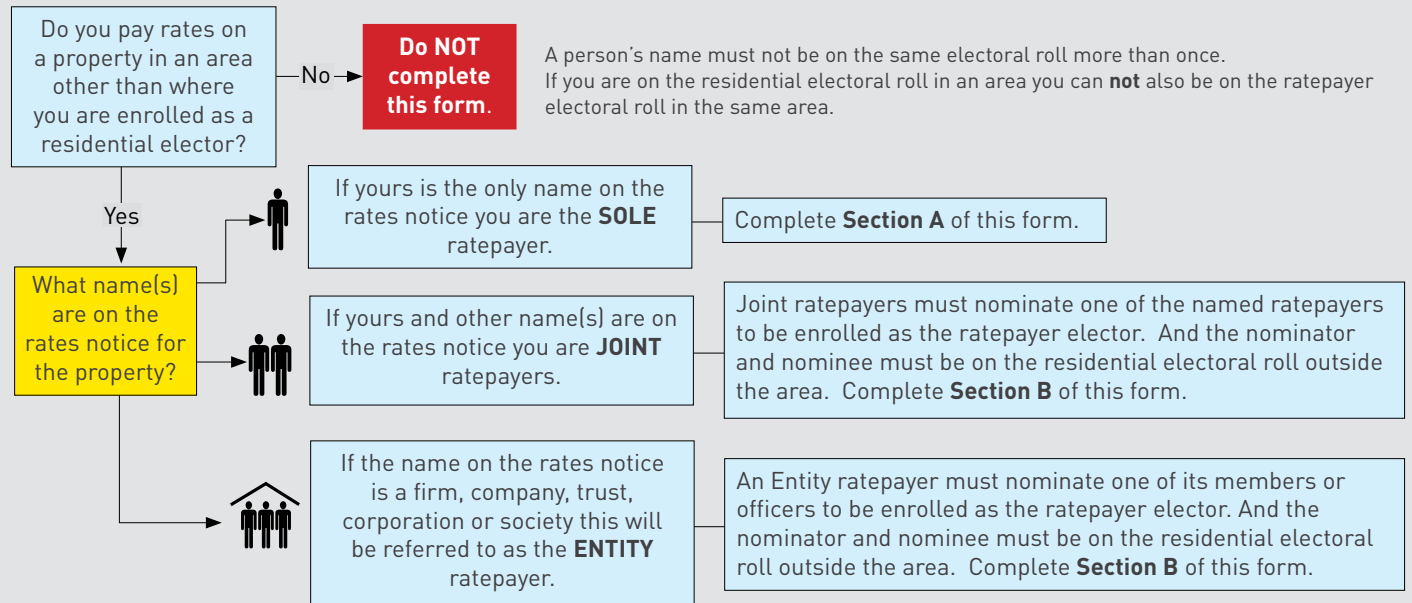 Do you pay rates on
a property in an area
other than where
you are enrolled as a
residential elector?
No
Do NOT
complete
this form.
A person’s name must not be on the same electoral roll more than once.
If you are on the residential electoral roll in an area you can not also be on the ratepayer
electoral roll in the same area.
Yes
What name(s)
are on the
rates notice for
the property?
If yours is the only name on the
rates notice you are the SOLE
ratepayer.
Complete Section A of this form.
If yours and other name(s) are on
the rates notice you are JOINT
ratepayers.
Joint ratepayers must nominate one of the named ratepayers
to be enrolled as the ratepayer elector.  And the nominator
and nominee must be on the residential electoral roll outside
the area.  Complete Section B of this form.
If the name on the rates notice
is a firm, company, trust,
corporation or society this will
be referred to as the ENTITY
ratepayer.
An Entity ratepayer must nominate one of its members or
officers to be enrolled as the ratepayer elector. And the
nominator and nominee must be on the residential electoral
roll outside the area.  Complete Section B of this form.